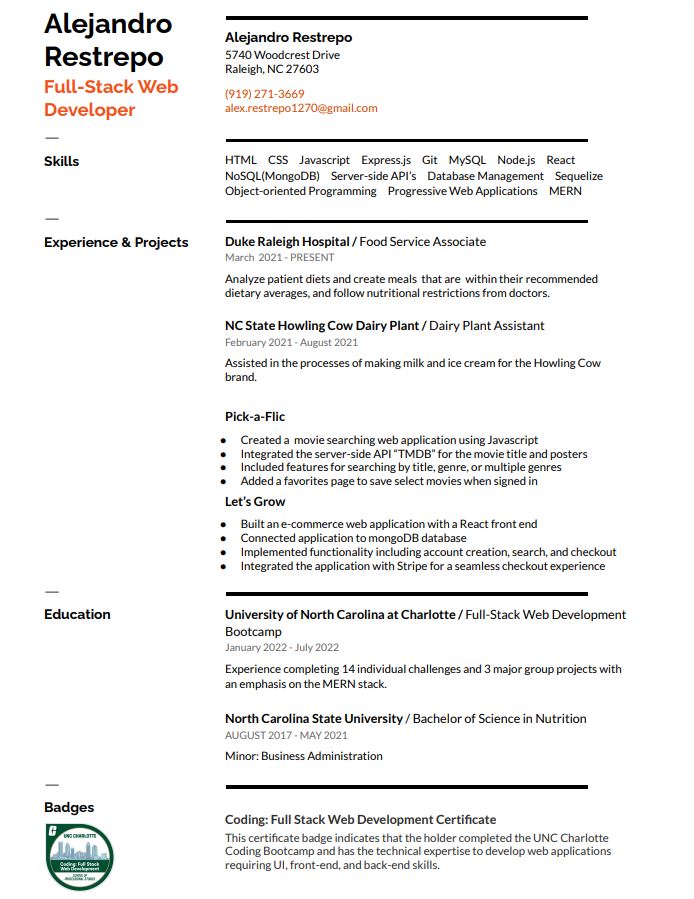 Alejandro
Restrepo
Full-Stack Web
Developer
Alejandro Restrepo
5740 Woodcrest Drive
Raleigh, NC 27603
(919) 271-3669
alex.restrepo1270@gmail.com
—
Skills
HTML CSS Javascript Express.js Git MySQL Node.js React
NoSQL(MongoDB) Server-side API's Database Management Sequelize
Object-oriented Programming Progressive Web Applications MERN
—
Experience & Projects
Duke Raleigh Hospital / Food Service Associate
March 2021 - PRESENT
Analyze patient diets and create meals that are within their recommended
dietary averages, and follow nutritional restrictions from doctors.
NC State Howling Cow Dairy Plant / Dairy Plant Assistant
February 2021 - August 2021
Assisted in the processes of making milk and ice cream for the Howling Cow
brand.
Pick-a-Flic
● Created a movie searching web application using Javascript
● Integrated the server-side API “TMDB” for the movie title and posters
● Included features for searching by title, genre, or multiple genres
● Added a favorites page to save select movies when signed in
Let's Grow
● Built an e-commerce web application with a React front end
● Connected application to mongoDB database
● Implemented functionality including account creation, search, and checkout
● Integrated the application with Stripe for a seamless checkout experience
—
Education
University of North Carolina at Charlotte / Full-Stack Web Development
Bootcamp
January 2022 - July 2022
Experience completing 14 individual challenges and 3 major group projects with
an emphasis on the MERN stack.
North Carolina State University / Bachelor of Science in Nutrition
AUGUST 2017 - MAY 2021
Minor: Business Administration
—
Badges
UNC CHARLOTTE
Coding: Full Stack
Web Development
SCHOOL OF
PROFESSIONAL STUDIES
Coding: Full Stack Web Development Certificate
This certificate badge indicates that the holder completed the UNC Charlotte
Coding Bootcamp and has the technical expertise to develop web applications
requiring UI, front-end, and back-end skills.